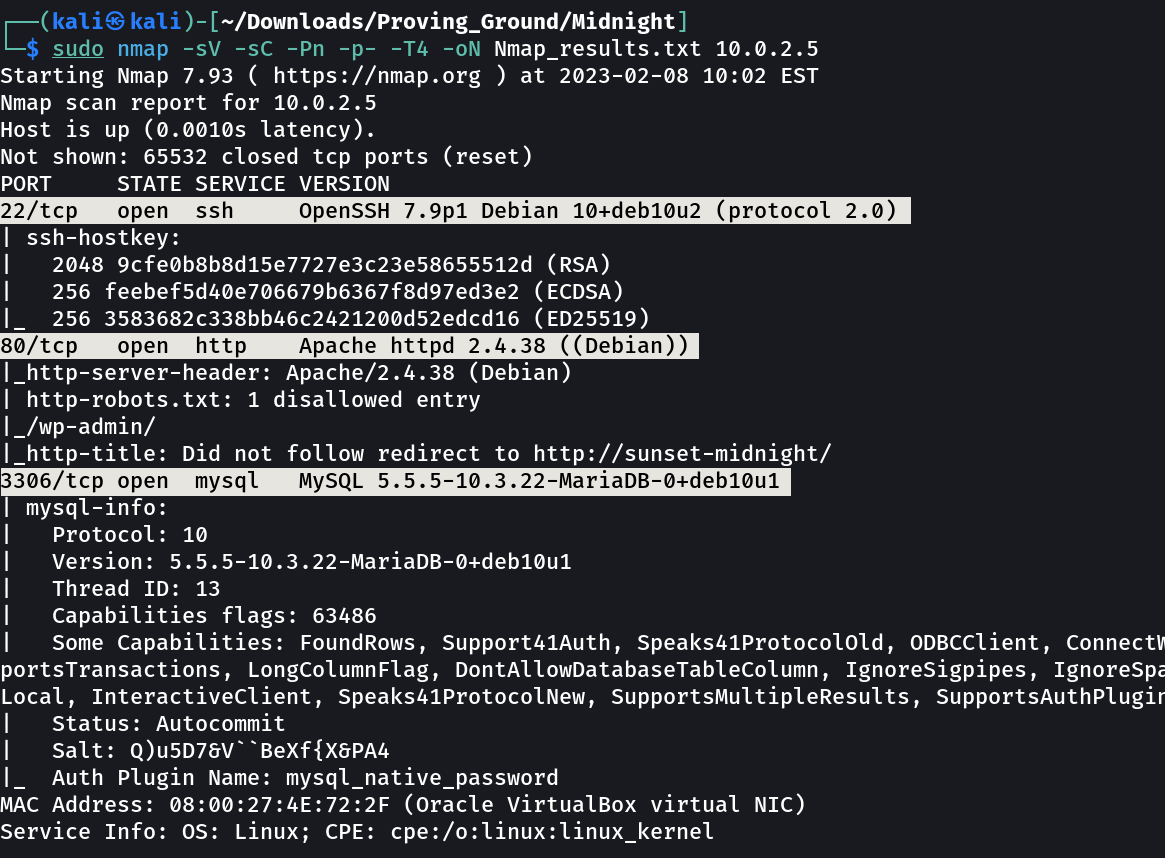 ┌──(kali㉿kali)-[~/Downloads/Proving_Ground/Midnight]
└─$ sudo nmap -sV -sC -Pn -p- -T4 -oN Nmap_results.txt 10.0.2.5
Starting Nmap 7.93 ( https://nmap.org ) at 2023-02-08 10:02 EST
Nmap scan report for 10.0.2.5
Host is up (0.0010s latency).
Not shown: 65532 closed tcp ports (reset)
PORT     STATE SERVICE VERSION
22/tcp   open  ssh     OpenSSH 7.9p1 Debian 10+deb10u2 (protocol 2.0)
| ssh-hostkey:
|   2048 9cfe0b8b8d15e7727e3c23e58655512d (RSA)
|   256 feebef5d40e706679b6367f8d97ed3e2 (ECDSA)
|_  256 3583682c338bb46c2421200d52edcd16 (ED25519)
80/tcp   open  http    Apache httpd 2.4.38 ((Debian))
|_http-server-header: Apache/2.4.38 (Debian)
| http-robots.txt: 1 disallowed entry
|_/wp-admin/
|_http-title: Did not follow redirect to http://sunset-midnight/
3306/tcp open  mysql   MySQL 5.5.5-10.3.22-MariaDB-0+deb10u1
| mysql-info:
|   Protocol: 10
|   Version: 5.5.5-10.3.22-MariaDB-0+deb10u1
|   Thread ID: 13
|   Capabilities flags: 63486
|   Some Capabilities: FoundRows, Support41Auth, Speaks41ProtocolOld, ODBCClient, ConnectW
portsTransactions, LongColumnFlag, DontAllowDatabaseTableColumn, IgnoreSigpipes, IgnoreSpa
Local, InteractiveClient, Speaks41ProtocolNew, SupportsMultipleResults, SupportsAuthPlugin
|   Status: Autocommit
|   Salt: Q)u5D7&V``BeXf{X&PA4
|_  Auth Plugin Name: mysql_native_password
MAC Address: 08:00:27:4E:72:2F (Oracle VirtualBox virtual NIC)
Service Info: OS: Linux; CPE: cpe:/o:linux:linux_kernel